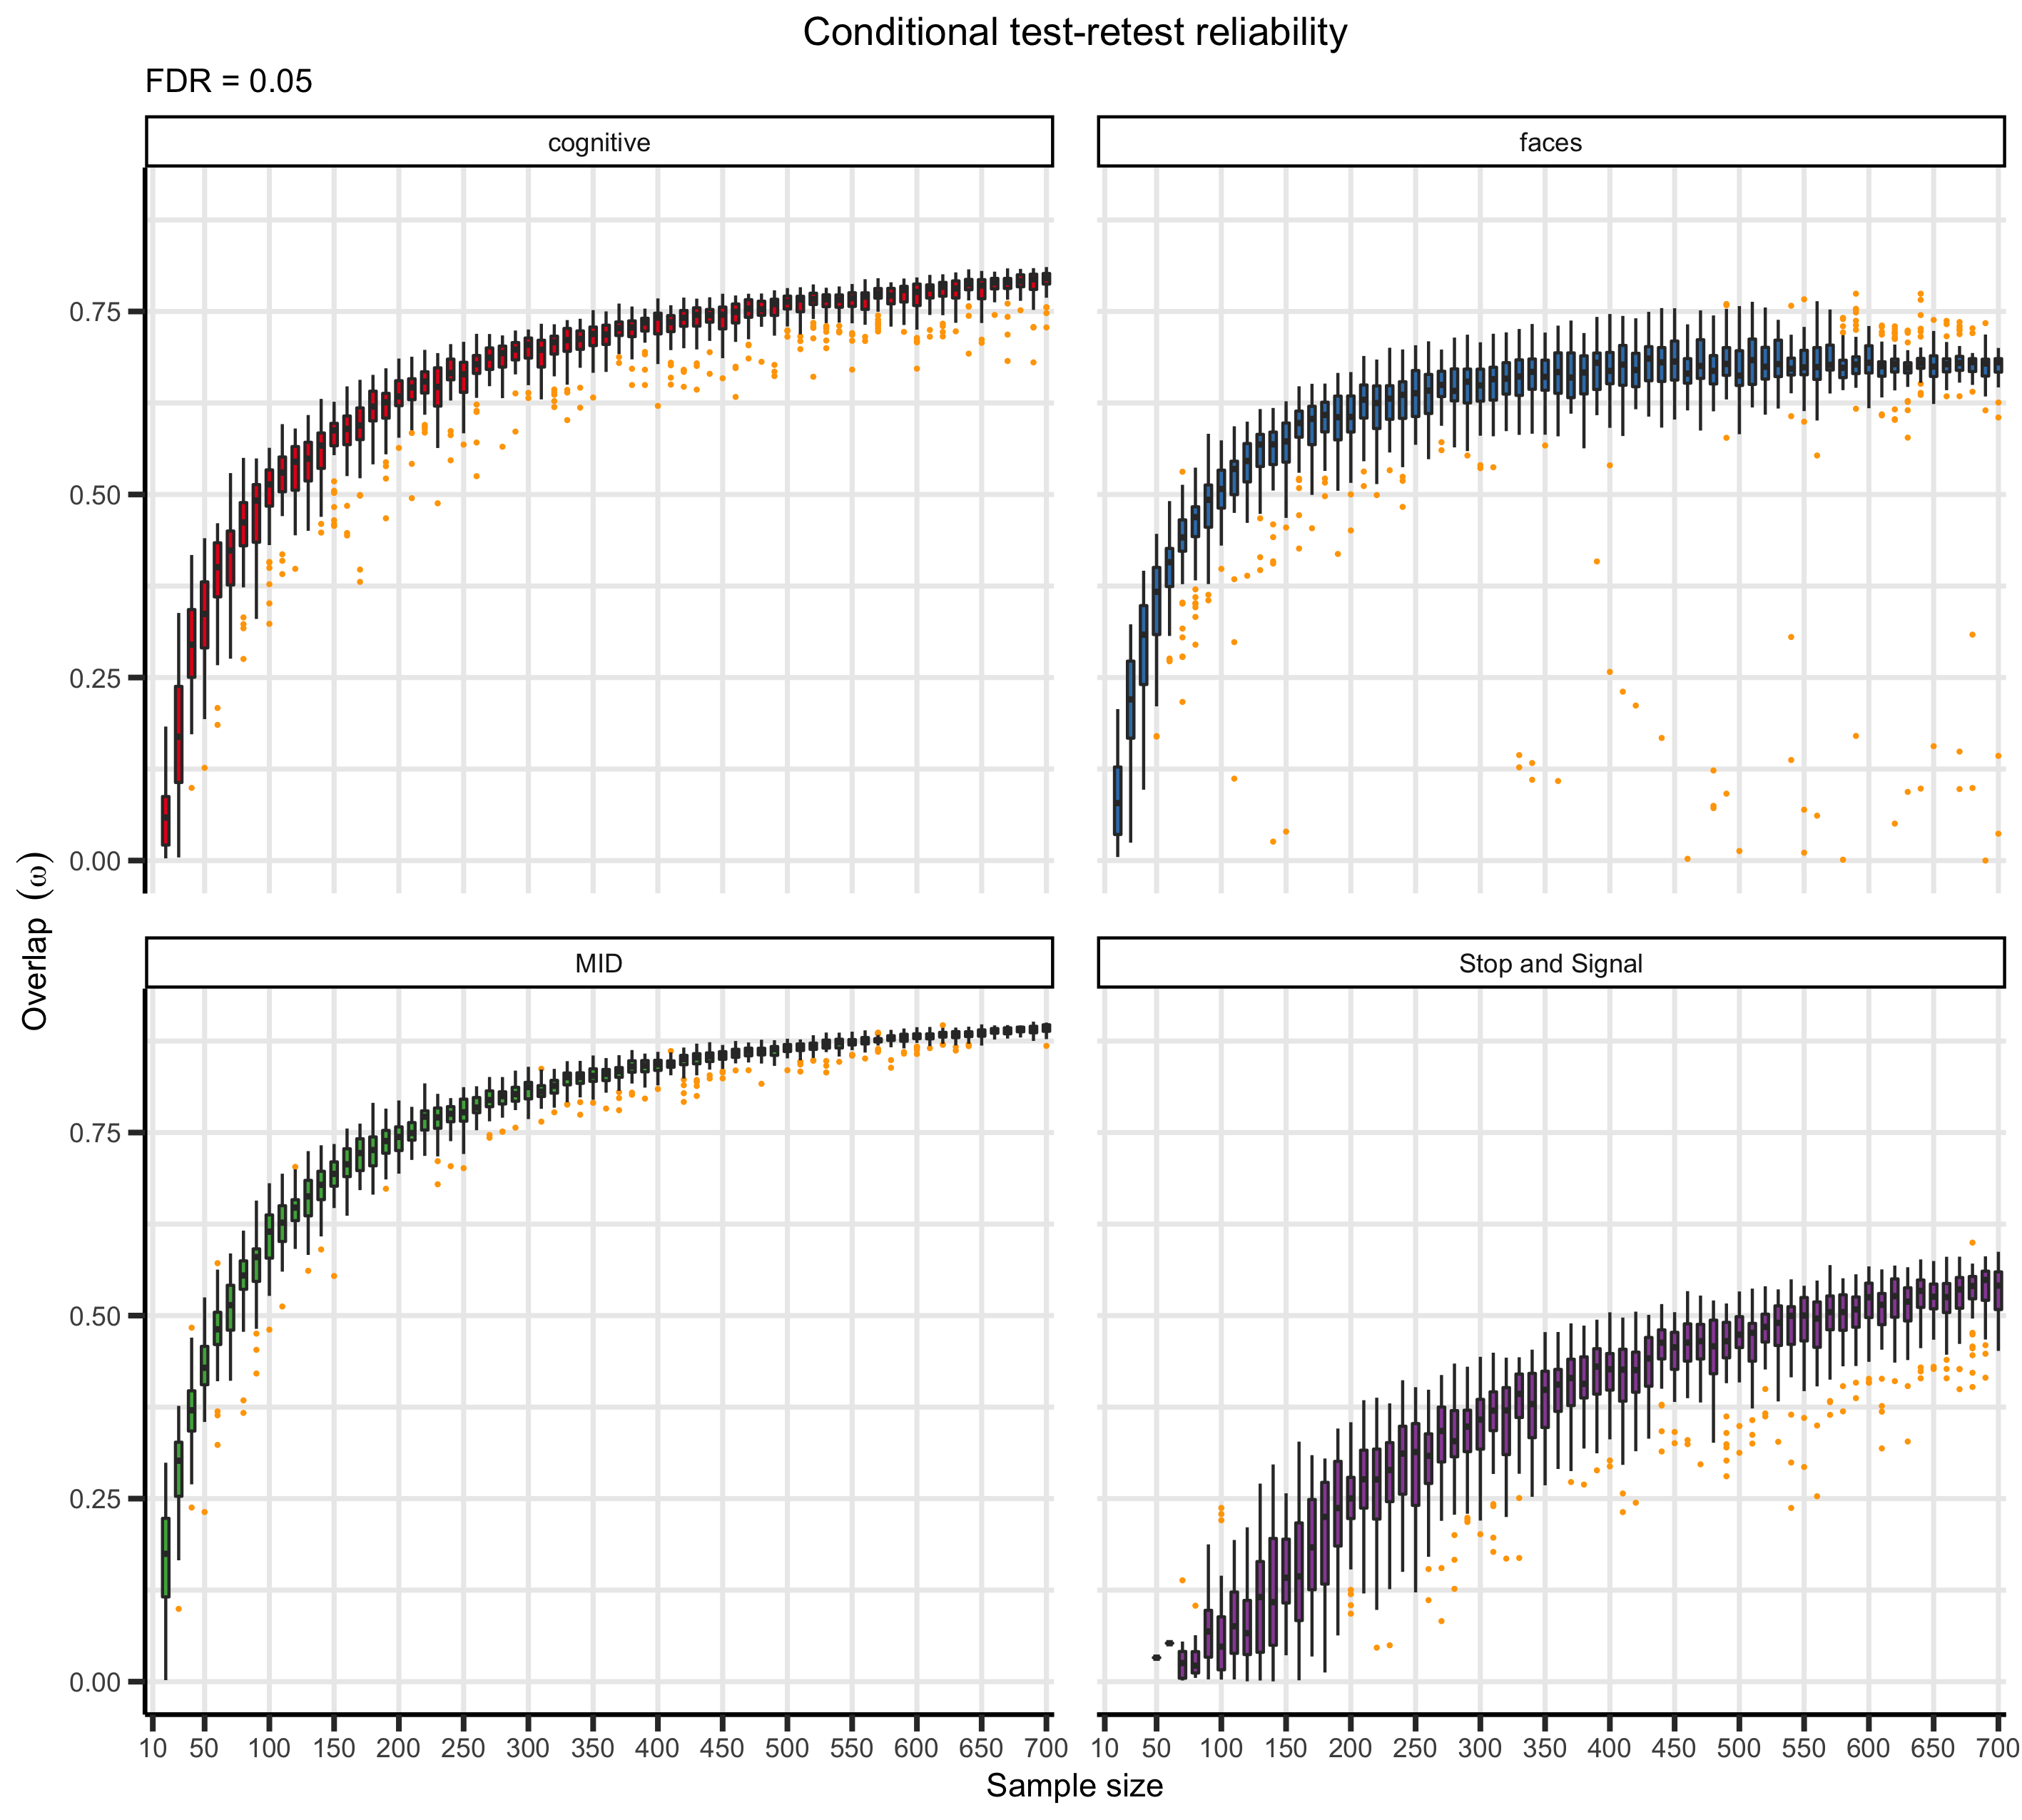 Conditional test-retest reliability
FDR = 0.05
cognitive
faces
0.75
0.50
0.25
0.00
Overlap (ω)
MID
Stop and Signal
0.75
0.50
0.25
0.00
10 50 100 150 200 250 300 350 400 450 500 550 600 650 700
10 50 100 150 200 250 300 350 400 450 500 550 600 650 700
Sample size